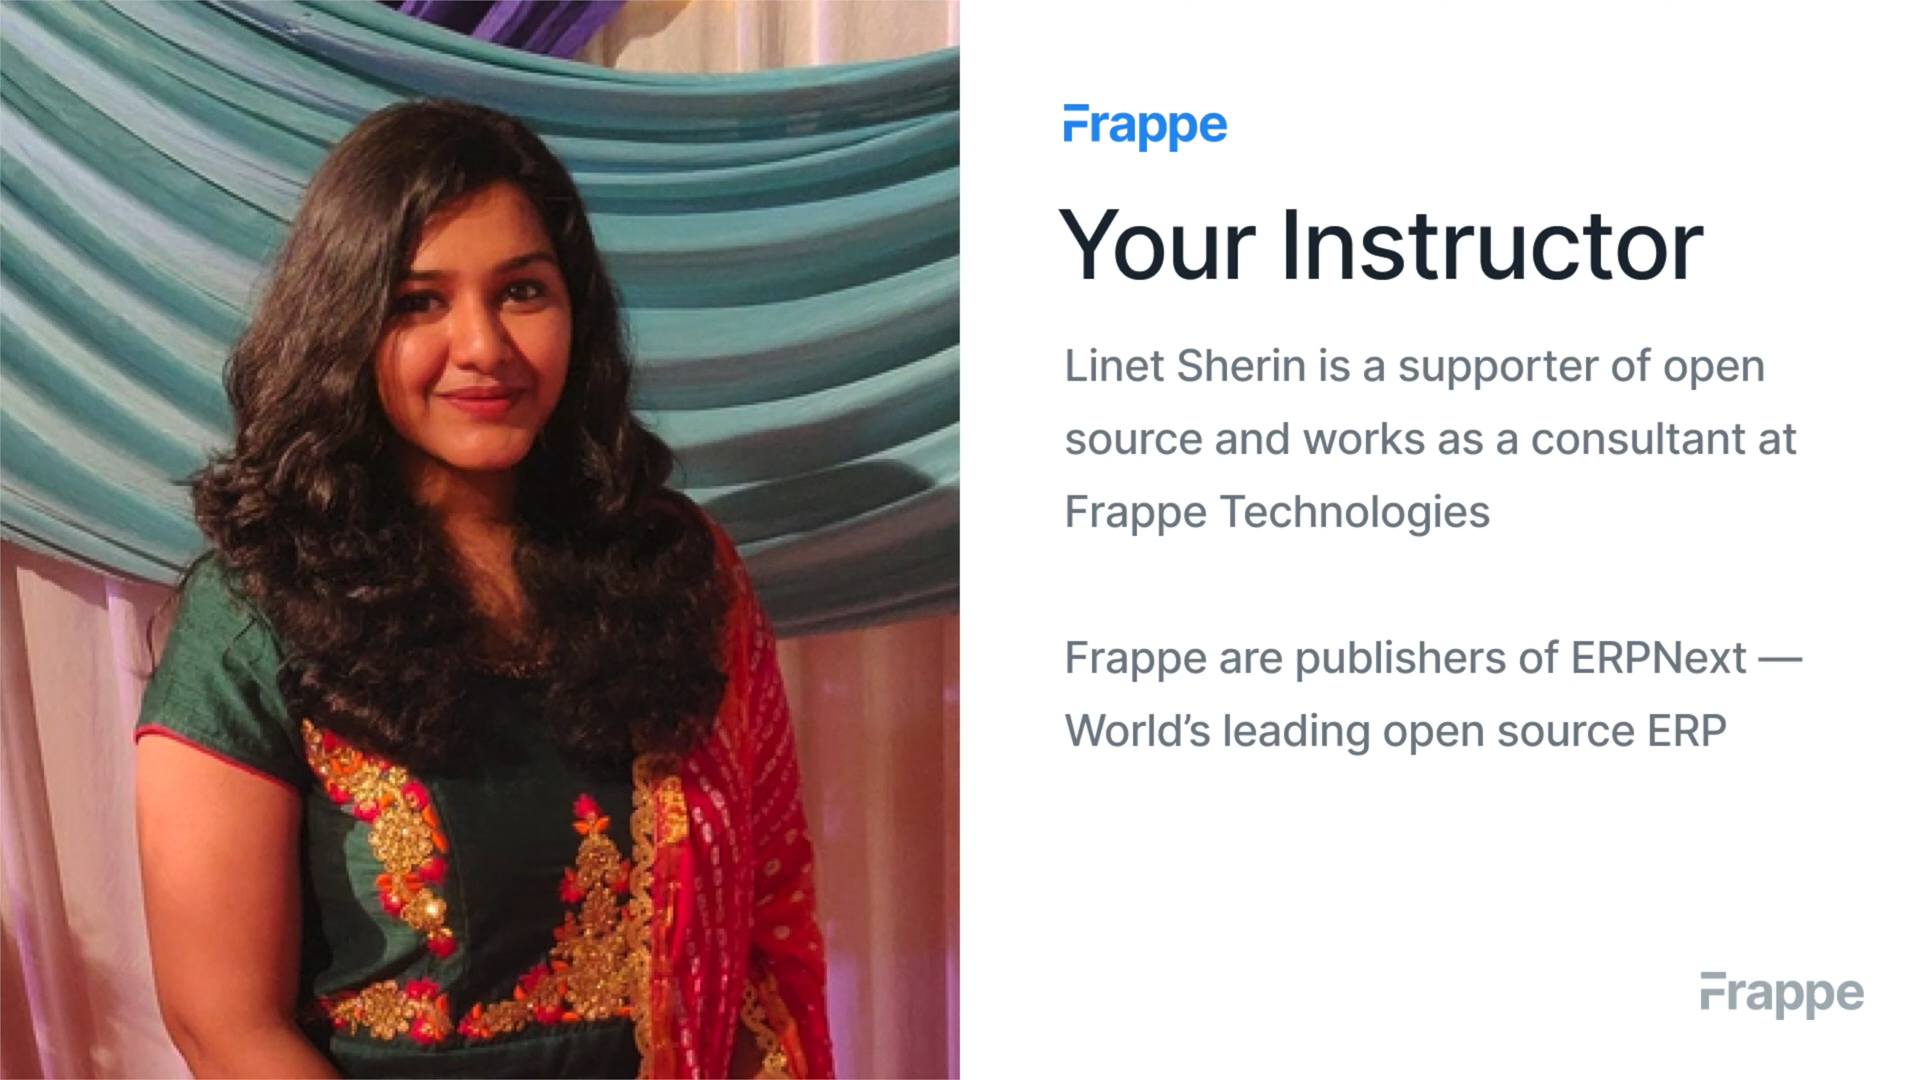 Frappe
Your Instructor
Linet Sherin is a supporter of open
source and works as a consultant at
Frappe Technologies
Frappe are publishers of ERPNext —
World’s leading open source ERP
Frappe